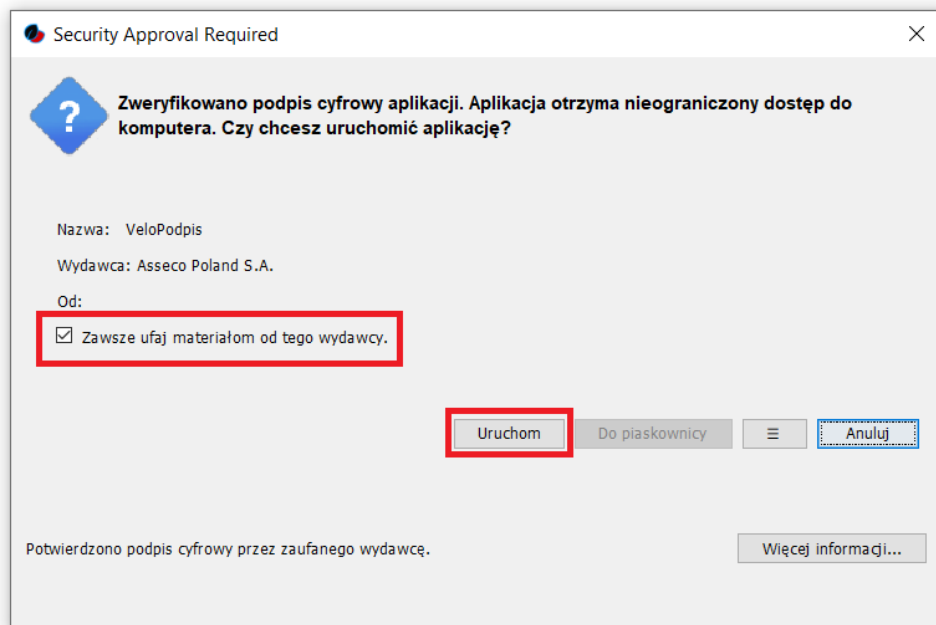 Security Approval Required
?
Zweryfikowano podpis cyfrowy aplikacji. Aplikacja otrzyma nieograniczony dostęp do
komputera. Czy chcesz uruchomić aplikację?
Nazwa: VeloPodpis
Wydawca: Asseco Poland S.A.
Od:
Zawsze ufaj materiałom od tego wydawcy.
Uruchom Do piaskownicy ☰ Anuluj
Potwierdzono podpis cyfrowy przez zaufanego wydawcę. Więcej informacji...